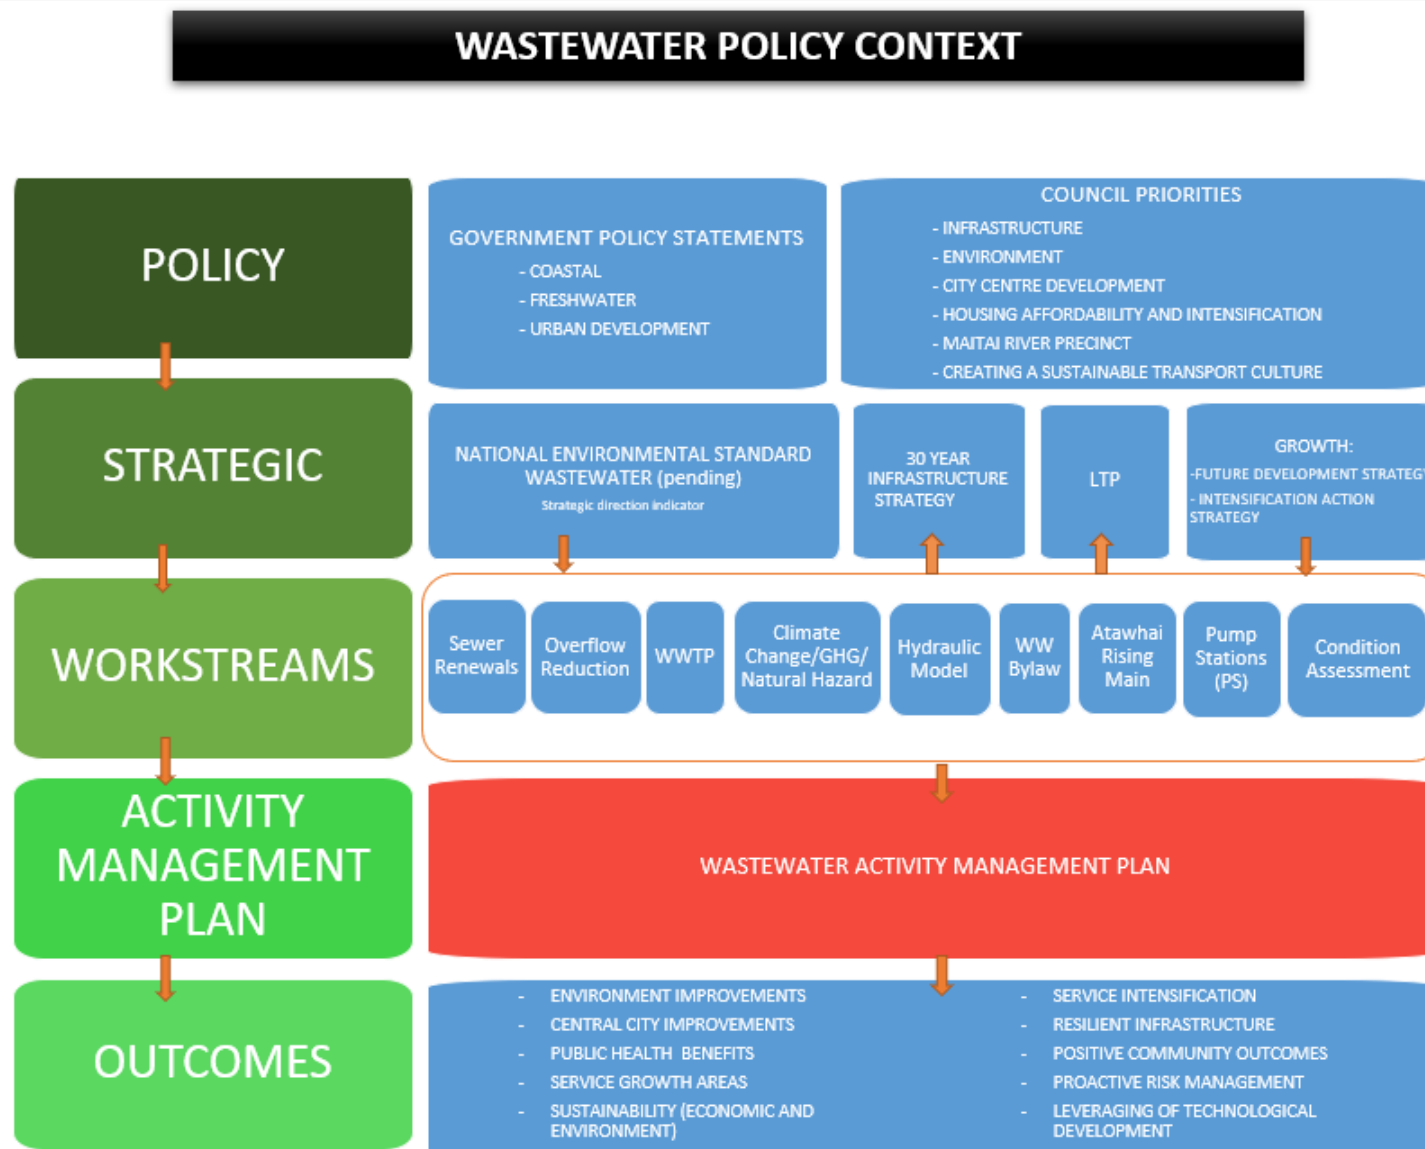 WASTEWATER POLICY CONTEXT
POLICY
GOVERNMENT POLICY STATEMENTS
- COASTAL
- FRESHWATER
- URBAN DEVELOPMENT
COUNCIL PRIORITIES
- INFRASTRUCTURE
- ENVIRONMENT
- CITY CENTRE DEVELOPMENT
- HOUSING AFFORDABILITY AND INTENSIFICATION
- MAITAI RIVER PRECINCT
- CREATING A SUSTAINABLE TRANSPORT CULTURE
STRATEGIC
NATIONAL ENVIRONMENTAL STANDARD
WASTEWATER (pending)
Strategic direction indicator
30 YEAR
INFRASTRUCTURE
STRATEGY
LTP
GROWTH:
-FUTURE DEVELOPMENT STRATEGY
- INTENSIFICATION ACTION
STRATEGY
WORKSTREAMS
Sewer
Renewals
Overflow
Reduction
WWTP
Climate
Change/GHG/
Natural Hazard
Hydraulic
Model
WW
Bylaw
Atawhai
Rising
Main
Pump
Stations
(PS)
Condition
Assessment
ACTIVITY
MANAGEMENT
PLAN
WASTEWATER ACTIVITY MANAGEMENT PLAN
OUTCOMES
- ENVIRONMENT IMPROVEMENTS
- CENTRAL CITY IMPROVEMENTS
- PUBLIC HEALTH BENEFITS
- SERVICE GROWTH AREAS
- SUSTAINABILITY (ECONOMIC AND
ENVIRONMENT)
- SERVICE INTENSIFICATION
- RESILIENT INFRASTRUCTURE
- POSITIVE COMMUNITY OUTCOMES
- PROACTIVE RISK MANAGEMENT
- LEVERAGING OF TECHNOLOGICAL
DEVELOPMENT